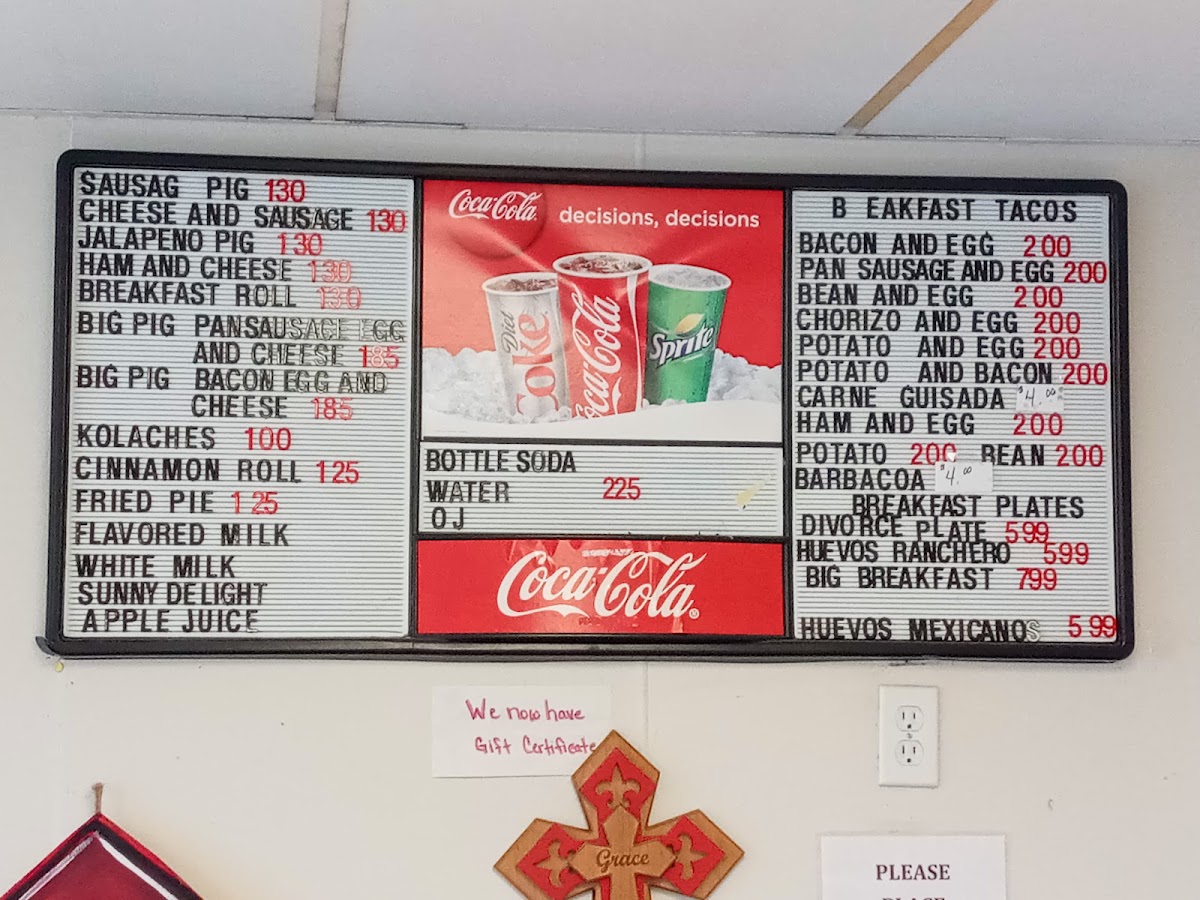 SAUSAG PIG 130
CHEESE AND SAUSAGE 130
JALAPENO PIG 130
HAM AND CHEESE 130
BREAKFAST ROLL 130
BIG PIG PANSAUSAGE EGG
AND CHEESE 185
BIG PIG BACON EGG AND
CHEESE 185
KOLACHES 100
CINNAMON ROLL 125
FRIED PIE 125
FLAVORED MILK
WHITE MILK
SUNNY DELIGHT
APPLE JUICE
Coca-Cola
decisions, decisions
Diet Coke
Coca-Cola
Sprite
BOTTLE SODA
WATER 225
OJ
Coca-Cola
B EAKFAST TACOS
BACON AND EGG 200
PAN SAUSAGE AND EGG 200
BEAN AND EGG 200
CHORIZO AND EGG 200
POTATO AND EGG 200
POTATO AND BACON 200
CARNE GUISADA $4.00
HAM AND EGG 200
POTATO 200 BEAN 200
BARBACOA $4.00
BREAKFAST PLATES
DIVORCE PLATE 599
HUEVOS RANCHERO 599
BIG BREAKFAST 799
HUEVOS MEXICANOS 599
We now have
Gift Certificate
Grace
PLEASE
PLACE